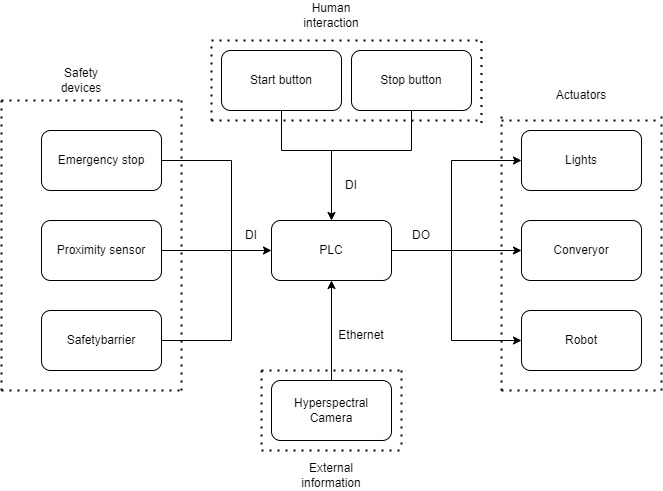 Human
interaction
Start button
Stop button
Safety
devices
Actuators
Emergency stop
Lights
DI
Proximity sensor
DI
PLC
DO
Converyor
Safetybarrier
Ethernet
Robot
Hyperspectral
Camera
External
information